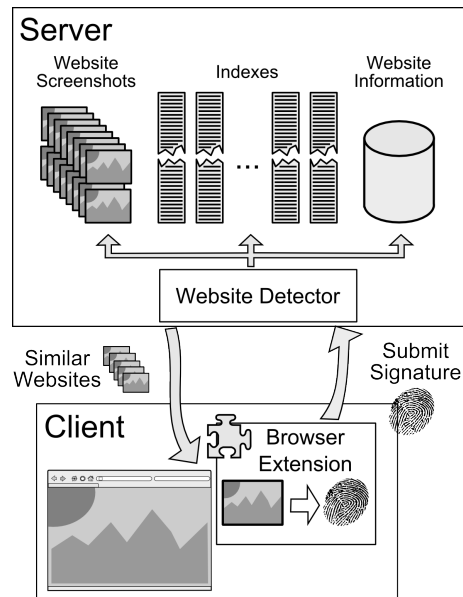 Server
Website
Screenshots
Indexes
Website
Information
...
Website Detector
Similar
Websites
Submit
Signature
Client
Browser
Extension